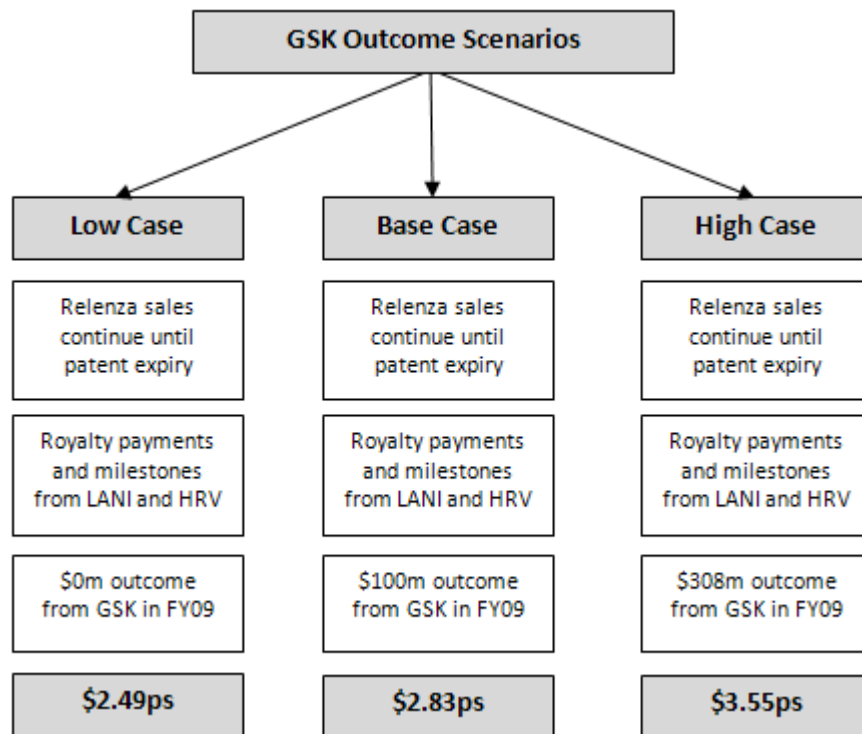 GSK Outcome Scenarios
Low Case
Relenza sales
continue until
patent expiry
Royalty payments
and milestones
from LANI and HRV
$0m outcome
from GSK in FY09
$2.49ps
Base Case
Relenza sales
continue until
patent expiry
Royalty payments
and milestones
from LANI and HRV
$100m outcome
from GSK in FY09
$2.83ps
High Case
Relenza sales
continue until
patent expiry
Royalty payments
and milestones
from LANI and HRV
$308m outcome
from GSK in FY09
$3.55ps